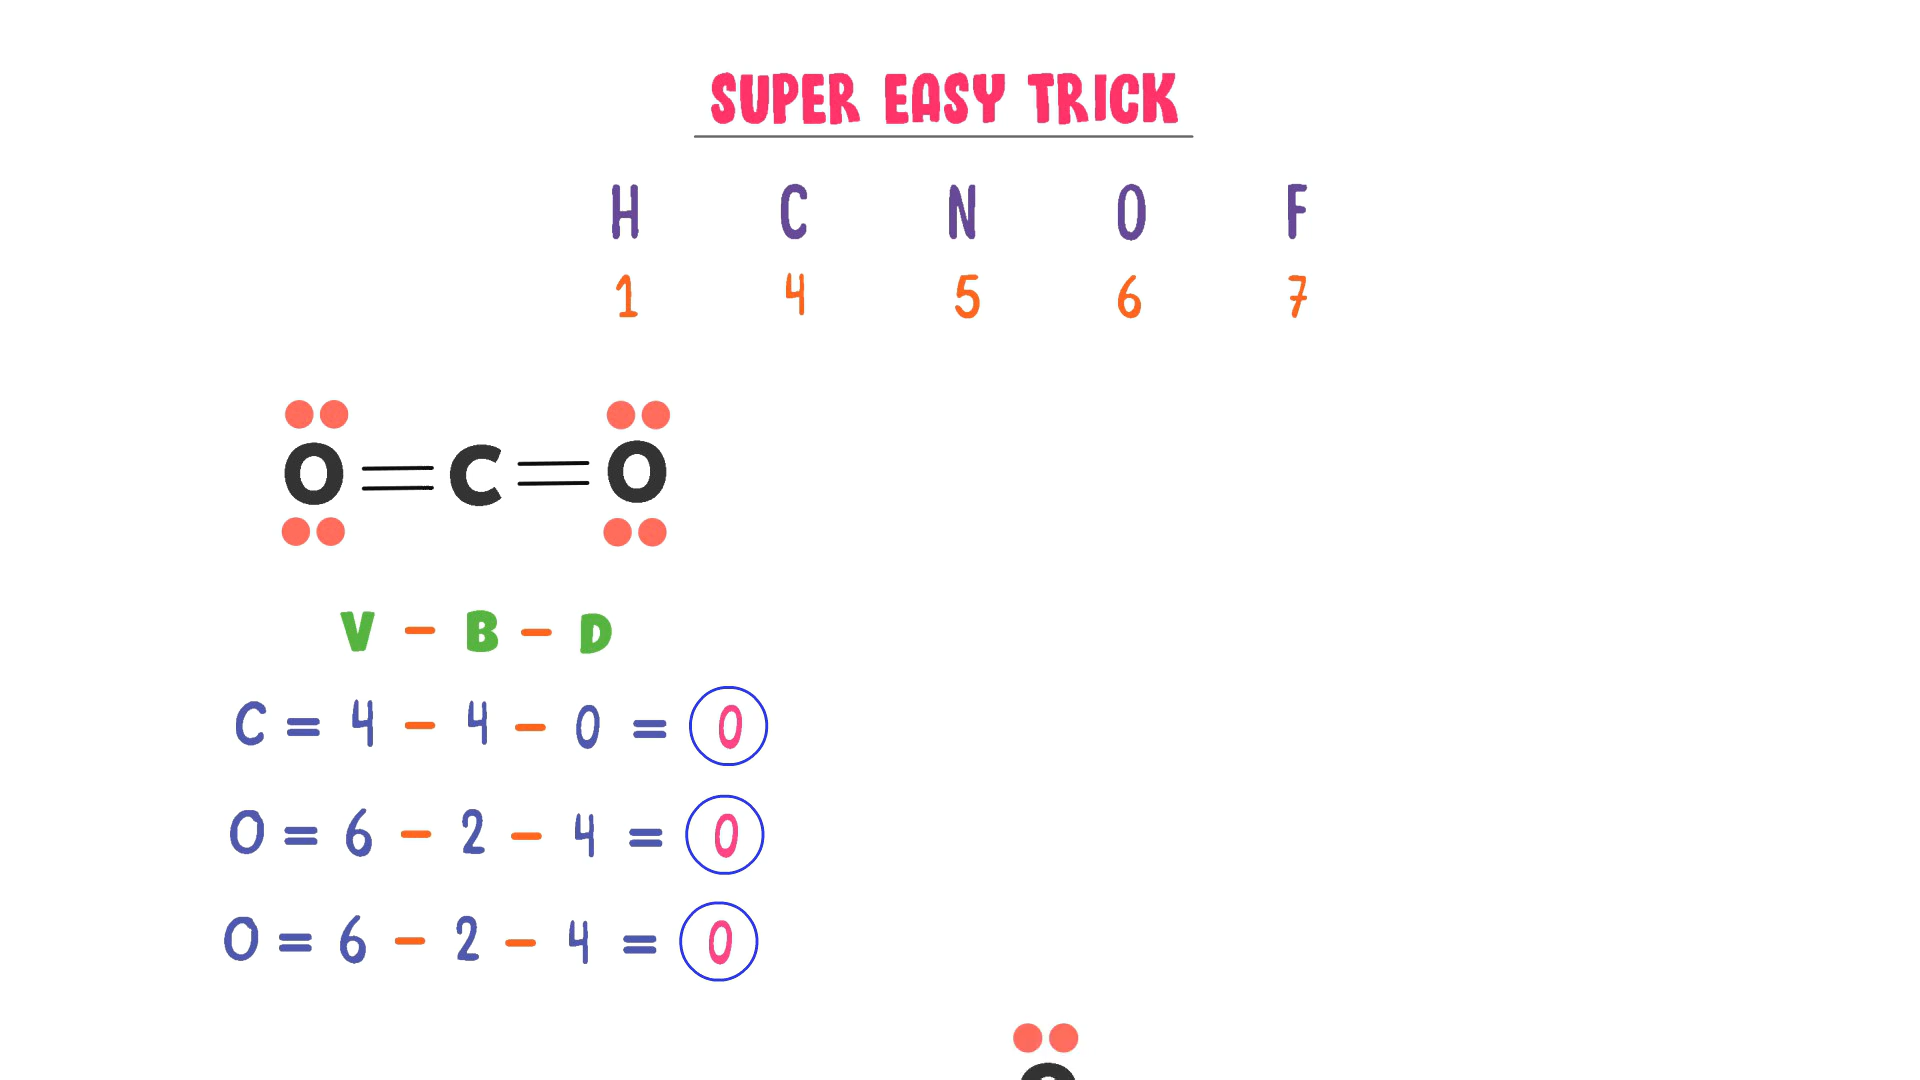 SUPER EASY TRICK
H C N O F
1 4 5 6 7
O = C = O
V - B - D
C = 4 - 4 - 0 = 0
O = 6 - 2 - 4 = 0
O = 6 - 2 - 4 = 0